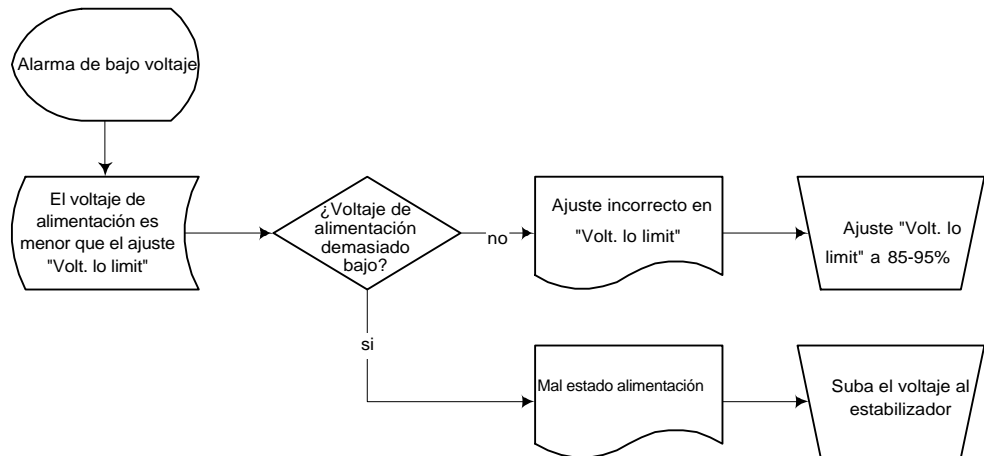 Alarma de bajo voltaje
El voltaje de
alimentación es
menor que el ajuste
"Volt. lo limit"
¿Voltaje de
alimentación
demasiado
bajo?
no
Ajuste incorrecto en
"Volt. lo limit"
Ajuste "Volt. lo
limit" a 85-95%
si
Mal estado alimentación
Suba el voltaje al
estabilizador